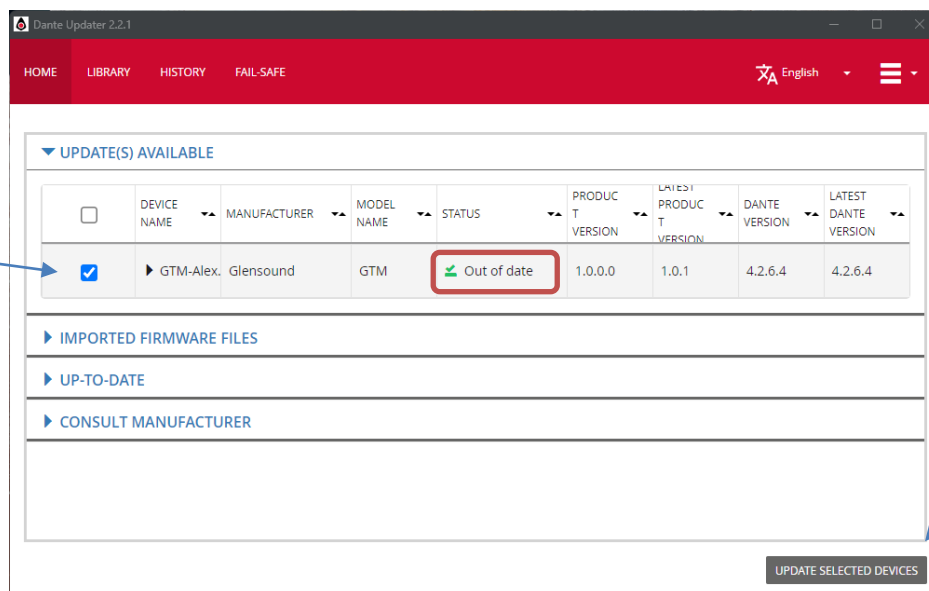 Dante Updater 2.2.1
HOME LIBRARY HISTORY FAIL-SAFE English
UPDATE(S) AVAILABLE
DEVICE NAME MANUFACTURER MODEL NAME STATUS PRODUC T VERSION LATEST PRODUC T VERSION DANTE VERSION LATEST DANTE VERSION
GTM-Alex. Glensound GTM Out of date 1.0.0.0 1.0.1 4.2.6.4 4.2.6.4
IMPORTED FIRMWARE FILES
UP-TO-DATE
CONSULT MANUFACTURER
UPDATE SELECTED DEVICES